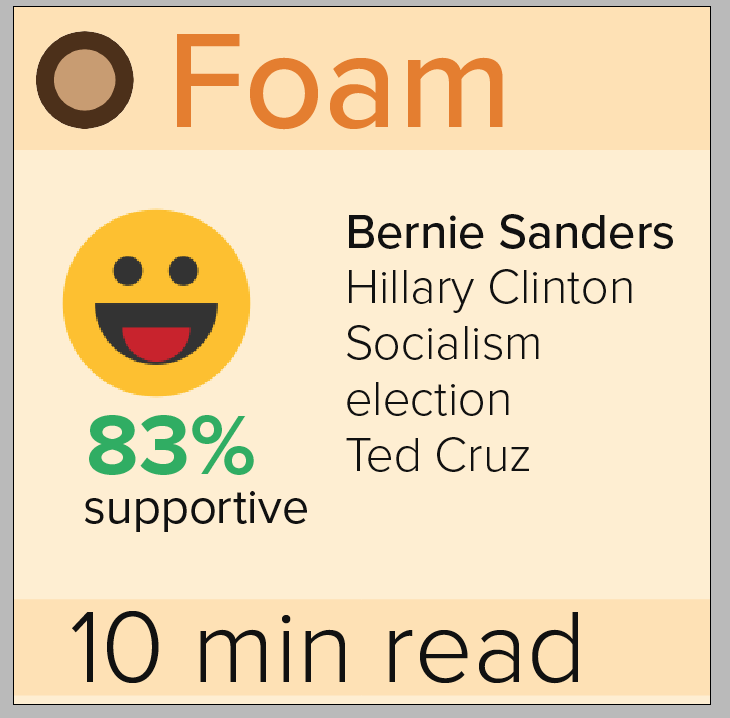 Foam
Bernie Sanders
Hillary Clinton
Socialism
election
Ted Cruz
83%
supportive
10 min read